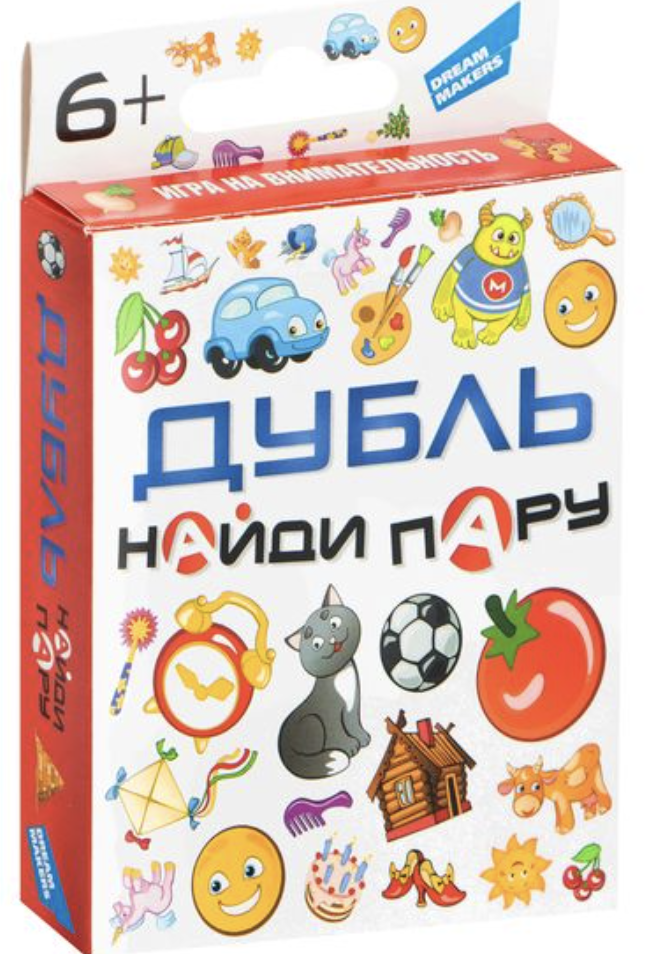 6+
DREAM
MAKERS
ИГРА НА ВНИМАТЕЛЬНОСТЬ
М
ДУБЛЬ
НАЙДИ ПАРУ
ДУБЛЬ
НАЙДИ
ПАРУ
DREAM
MAKERS